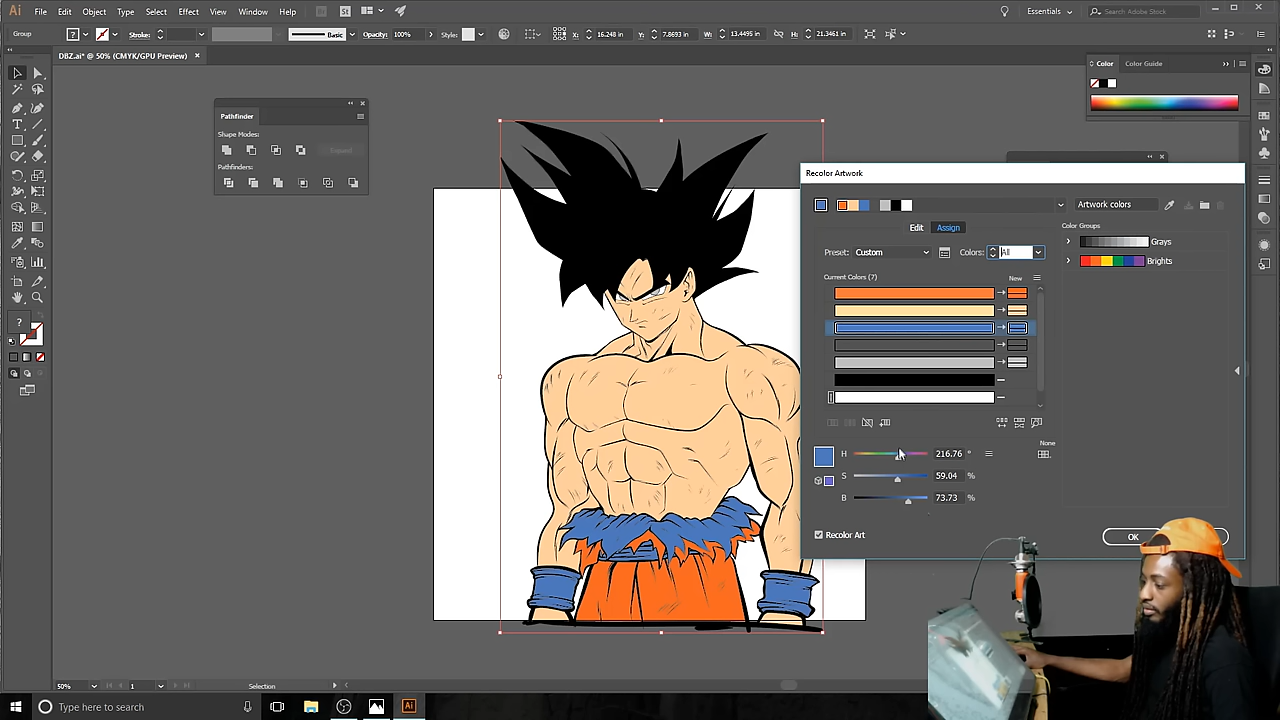 Ai File Edit Object Type Select Effect View Window Help Br St Essentials Search Adobe Stock
Group ? Stroke: Basic Opacity: 100% Style: X: 16.248 in Y: 7.8693 in W: 13.4495 in H: 21.3461 in
DBZ.ai* @ 50% (CMYK/GPU Preview) ×
Color Color Guide
Pathfinder
Shape Modes:
Expand
Pathfinders:
Recolor Artwork
Artwork colors
Edit Assign
Color Groups
Grays
Brights
Preset: Custom Colors: All
Current Colors (7) New
H 216.76 °
S 59.04 %
B 73.73 %
None
Recolor Art
OK
50% 1 Selection
Type here to search Ai